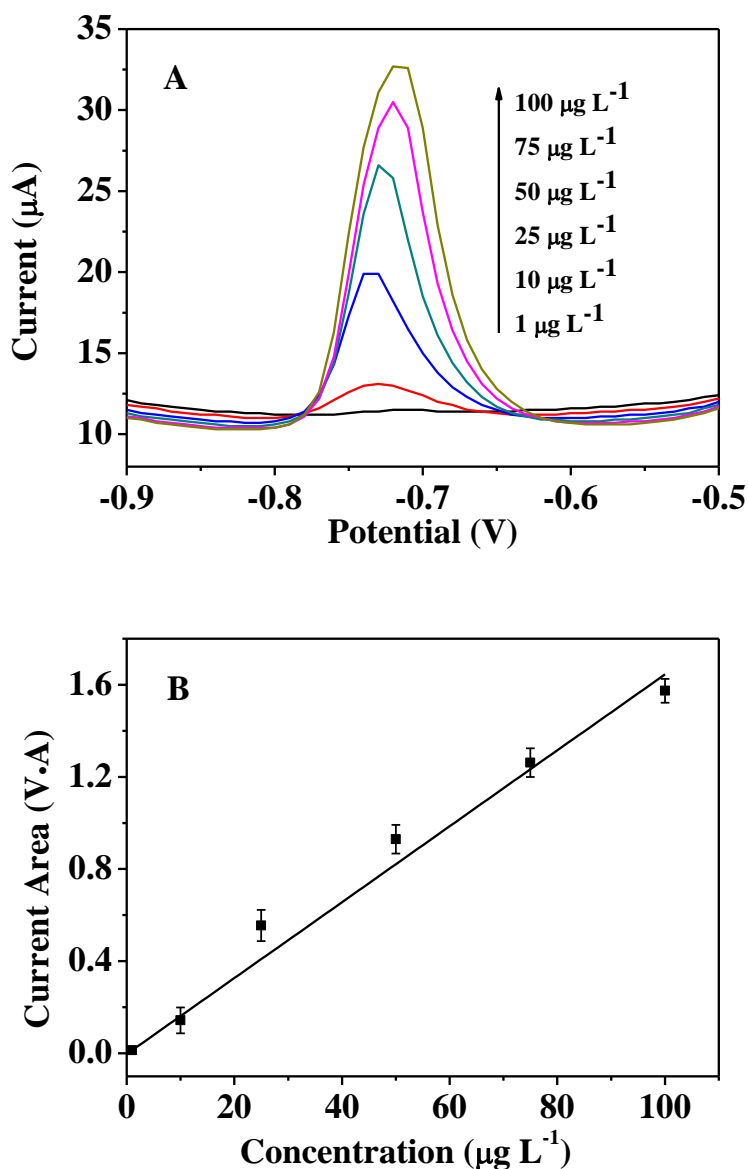 35
30
25
20
15
10
Current (µA)
A
100 µg L⁻¹
75 µg L⁻¹
50 µg L⁻¹
25 µg L⁻¹
10 µg L⁻¹
1 µg L⁻¹
-0.9 -0.8 -0.7 -0.6 -0.5
Potential (V)
B
1.6
1.2
0.8
0.4
0.0
Current Area (V·A)
0 20 40 60 80 100
Concentration (µg L⁻¹)